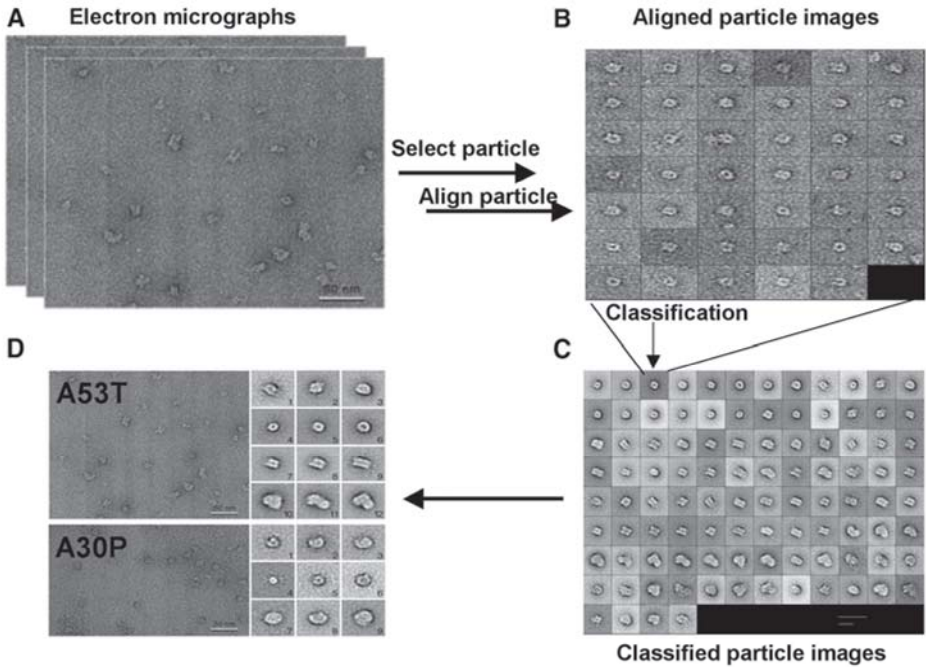 A
Electron micrographs
50 nm
Select particle
Align particle
B
Aligned particle images
Classification
C
Classified particle images
D
A53T
1 2 3
4 5 6
7 8 9
10 11 12
A30P
1 2 3
4 5 6
7 8 9